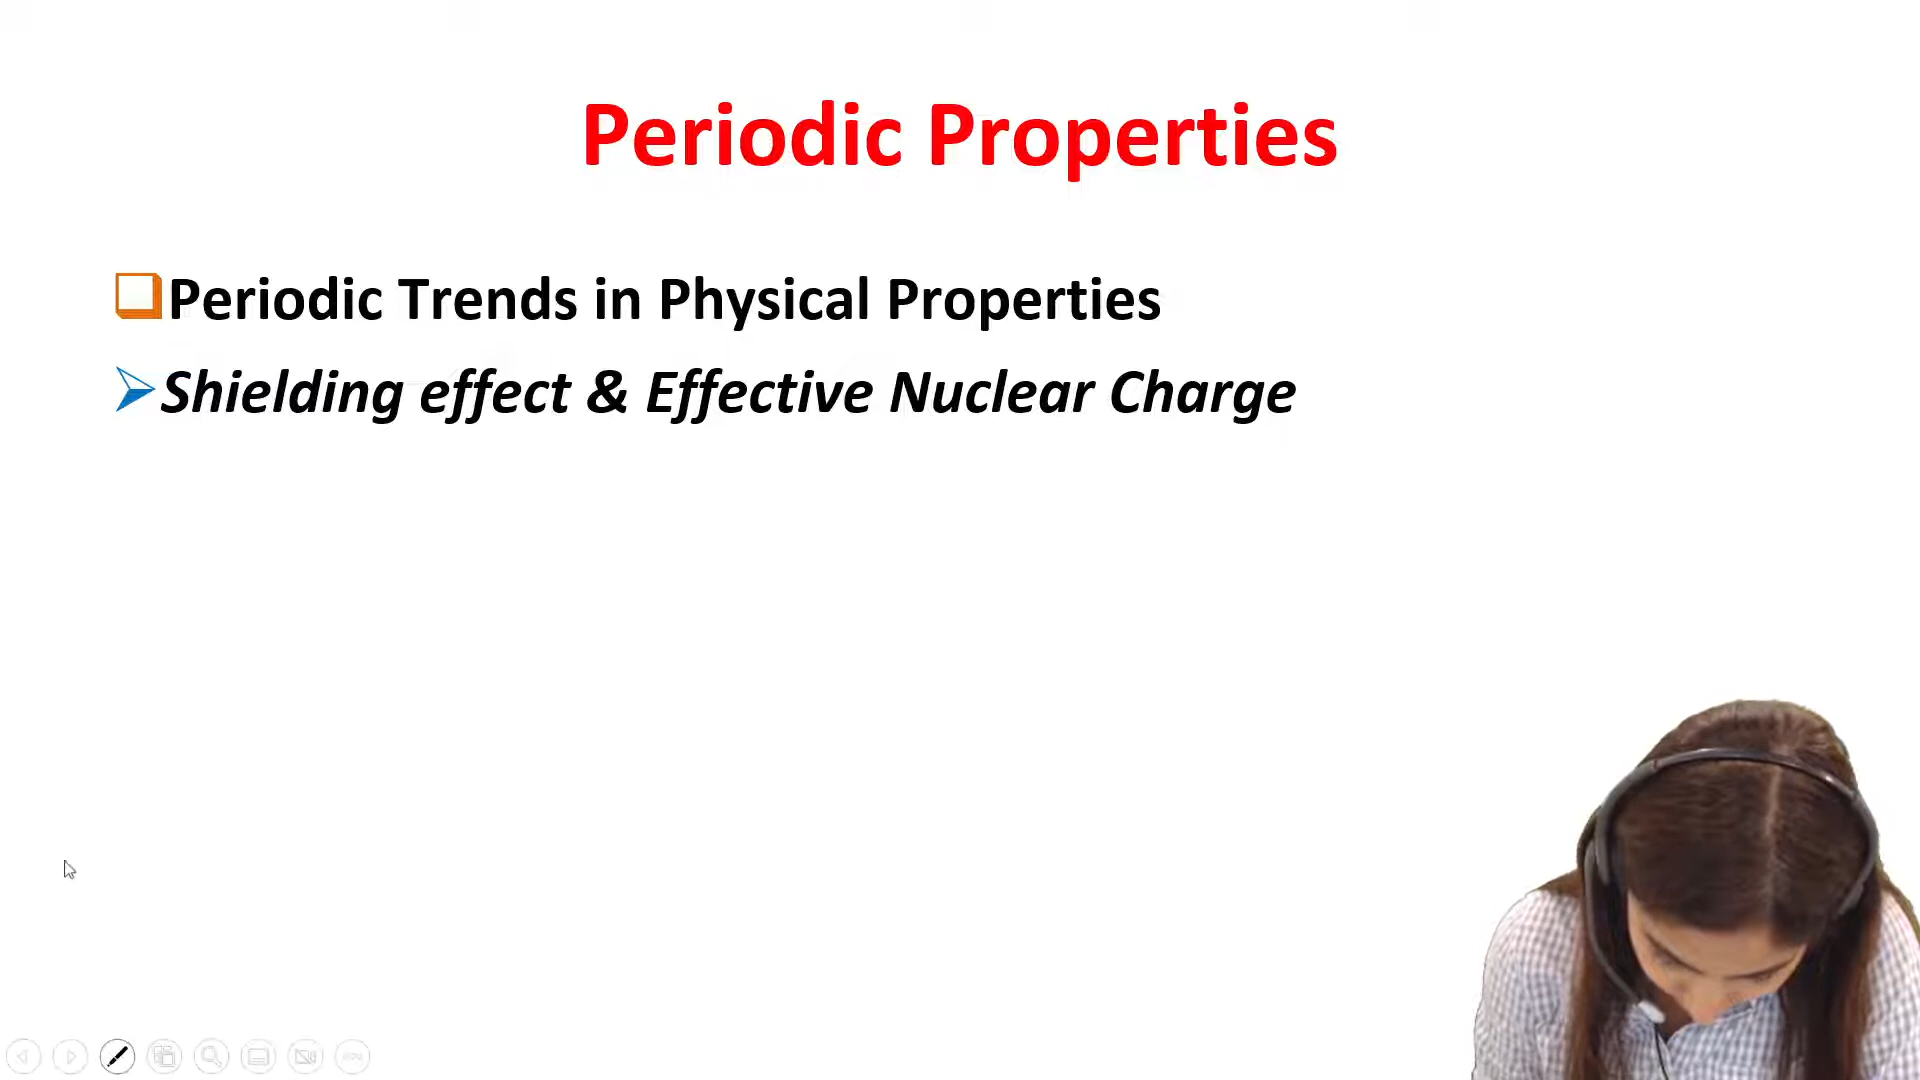 Periodic Properties
Periodic Trends in Physical Properties
Shielding effect & Effective Nuclear Charge